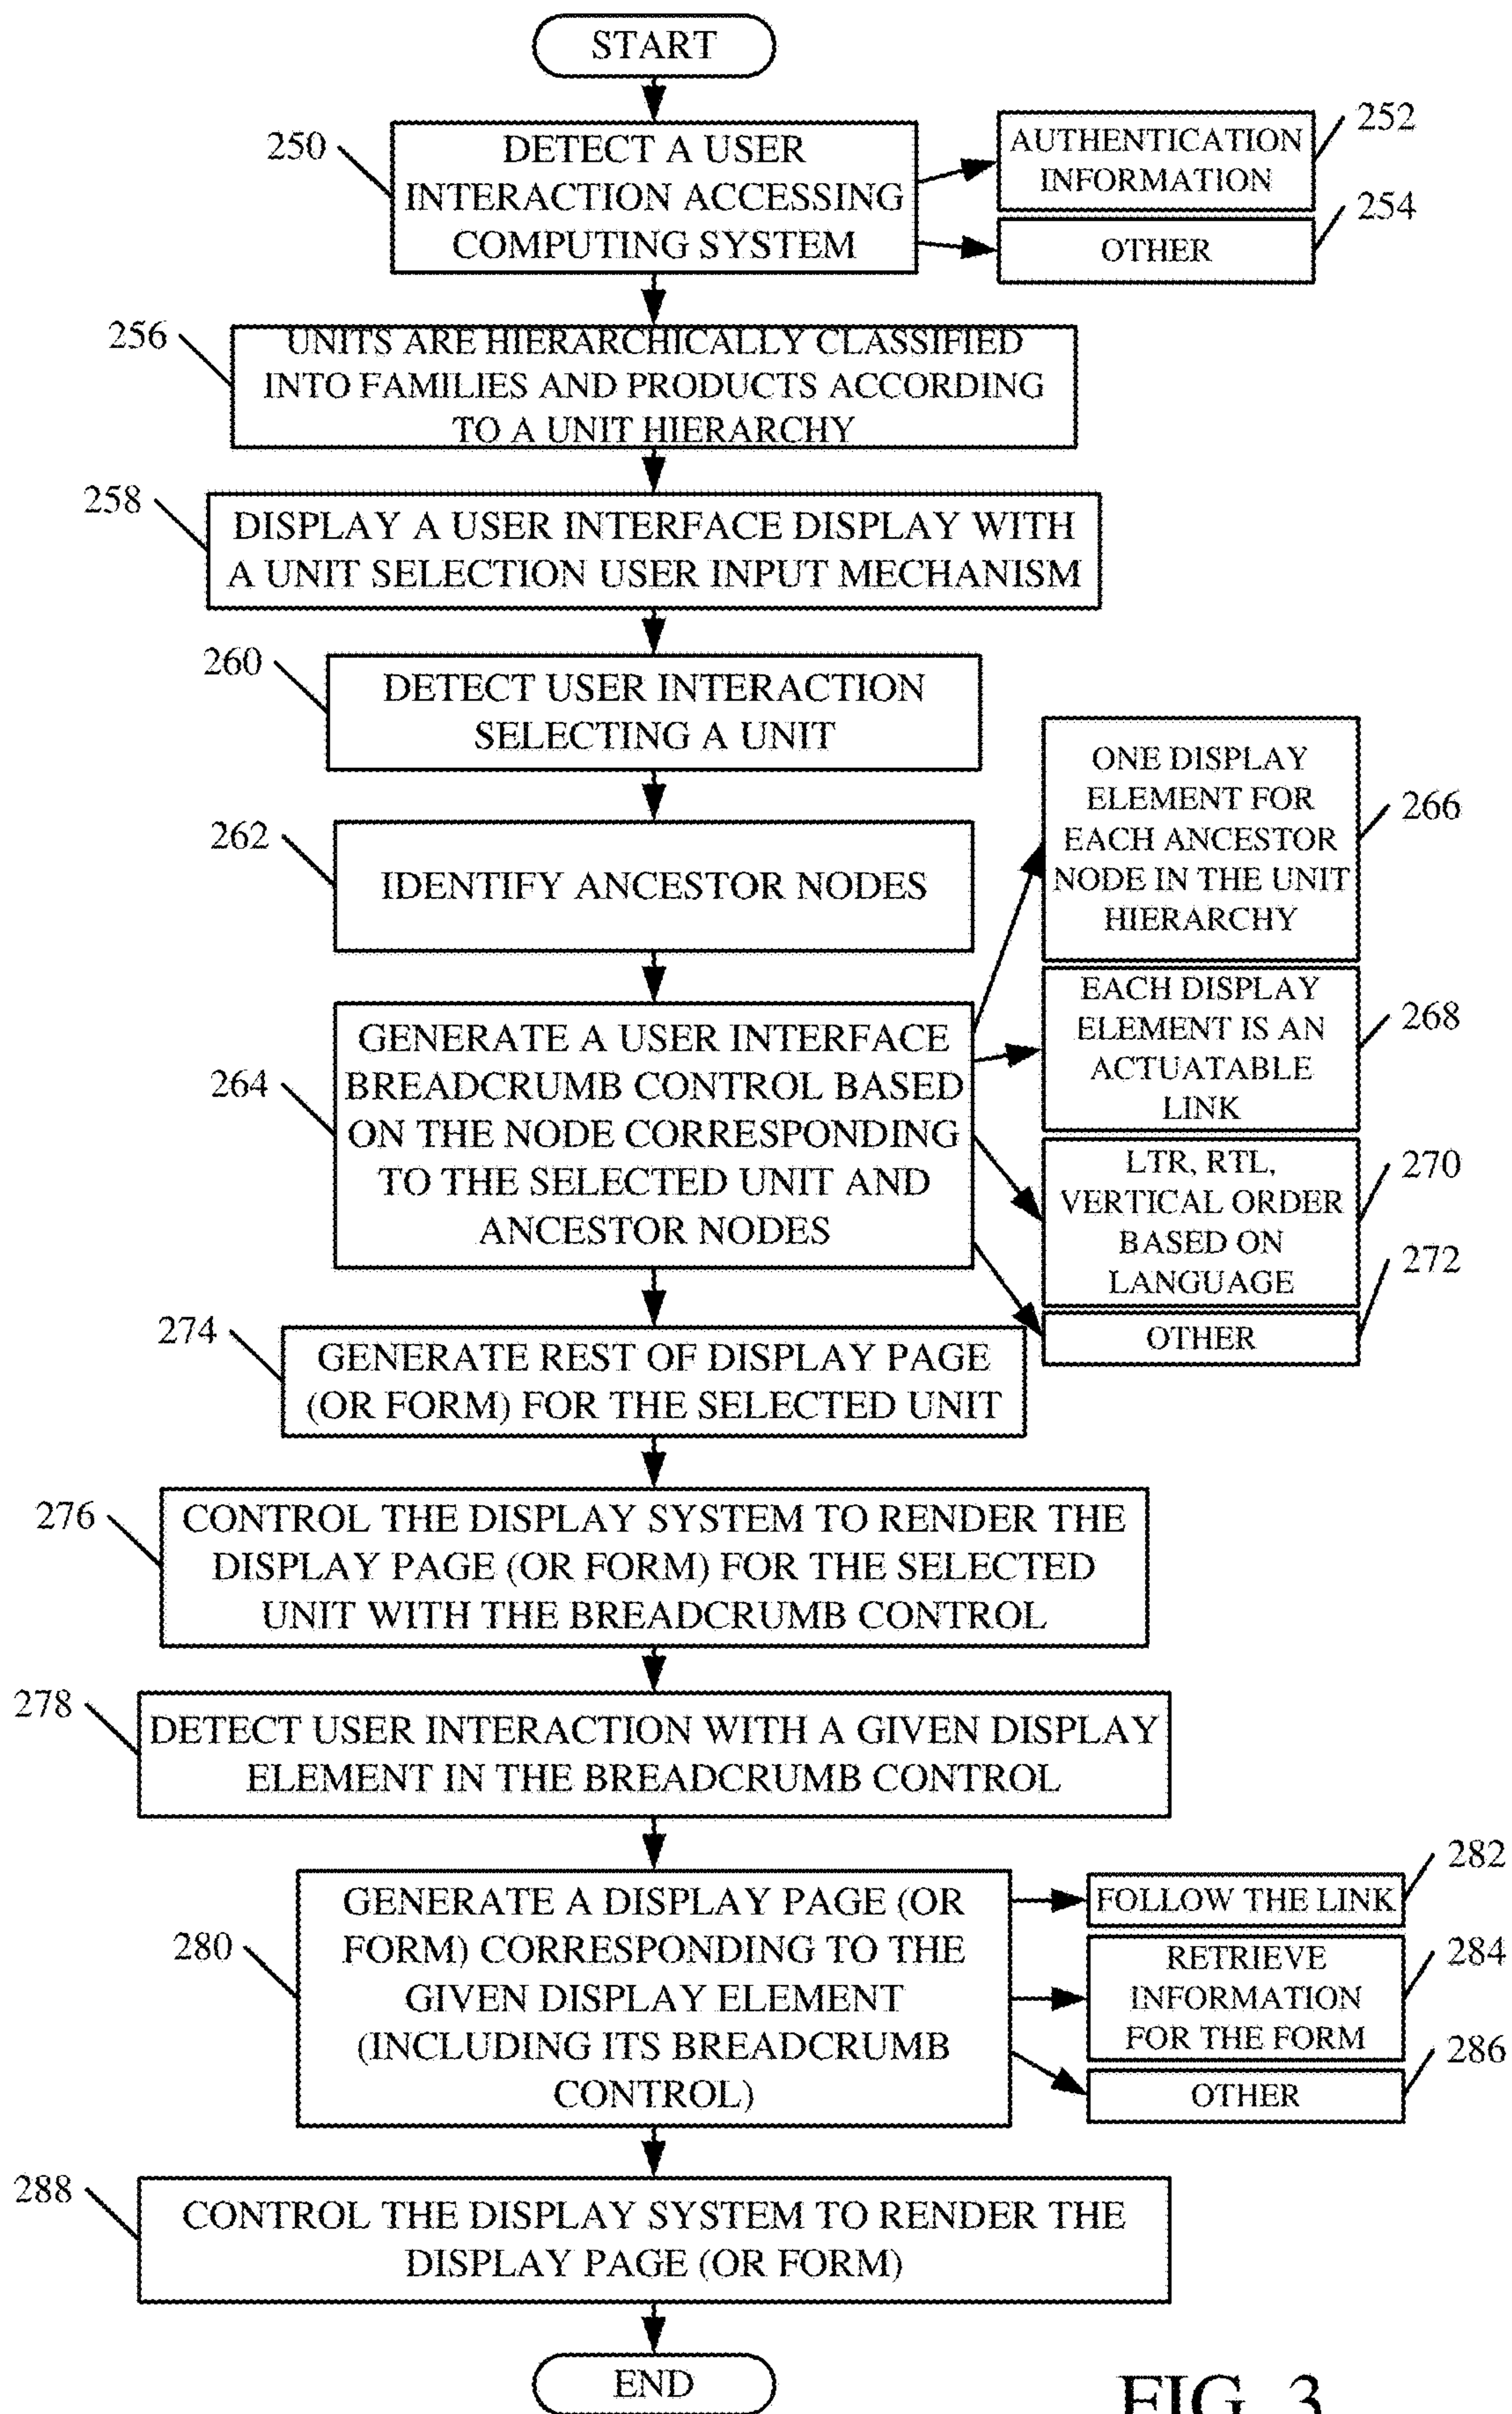 START
250
DETECT A USER
INTERACTION ACCESSING
COMPUTING SYSTEM
AUTHENTICATION
INFORMATION
252
OTHER
254
256
UNITS ARE HIERARCHICALLY CLASSIFIED
INTO FAMILIES AND PRODUCTS ACCORDING
TO A UNIT HIERARCHY
258
DISPLAY A USER INTERFACE DISPLAY WITH
A UNIT SELECTION USER INPUT MECHANISM
260
DETECT USER INTERACTION
SELECTING A UNIT
262
IDENTIFY ANCESTOR NODES
264
GENERATE A USER INTERFACE
BREADCRUMB CONTROL BASED
ON THE NODE CORRESPONDING
TO THE SELECTED UNIT AND
ANCESTOR NODES
ONE DISPLAY
ELEMENT FOR
EACH ANCESTOR
NODE IN THE UNIT
HIERARCHY
266
EACH DISPLAY
ELEMENT IS AN
ACTUATABLE
LINK
268
LTR, RTL,
VERTICAL ORDER
BASED ON
LANGUAGE
270
OTHER
272
274
GENERATE REST OF DISPLAY PAGE
(OR FORM) FOR THE SELECTED UNIT
276
CONTROL THE DISPLAY SYSTEM TO RENDER THE
DISPLAY PAGE (OR FORM) FOR THE SELECTED
UNIT WITH THE BREADCRUMB CONTROL
278
DETECT USER INTERACTION WITH A GIVEN DISPLAY
ELEMENT IN THE BREADCRUMB CONTROL
280
GENERATE A DISPLAY PAGE (OR
FORM) CORRESPONDING TO THE
GIVEN DISPLAY ELEMENT
(INCLUDING ITS BREADCRUMB
CONTROL)
FOLLOW THE LINK
282
RETRIEVE
INFORMATION
FOR THE FORM
284
OTHER
286
288
CONTROL THE DISPLAY SYSTEM TO RENDER THE
DISPLAY PAGE (OR FORM)
END
FIG. 3